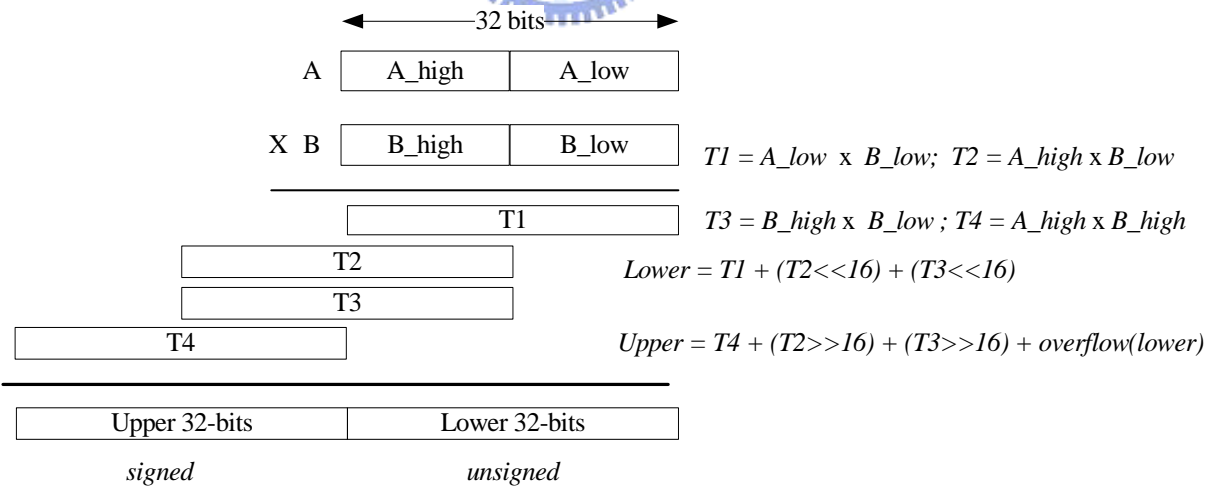 32 bits
A A_high A_low
X B B_high B_low
T1 = A_low x B_low; T2 = A_high x B_low
T1
T3 = B_high x B_low ; T4 = A_high x B_high
T2
Lower = T1 + (T2<<16) + (T3<<16)
T3
T4
Upper = T4 + (T2>>16) + (T3>>16) + overflow(lower)
Upper 32-bits Lower 32-bits
signed unsigned